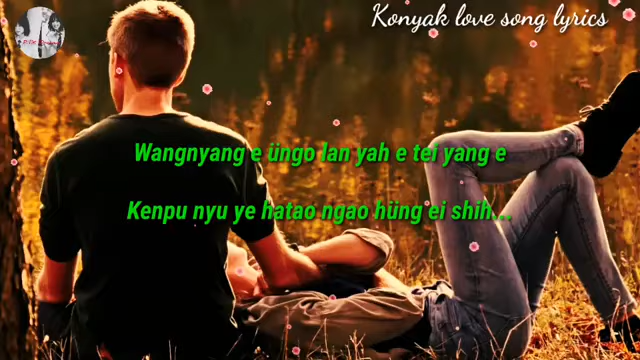 Konyak love song lyrics
Wangnyang e üngo lan yah e tei yang e
Kenpu nyu ye hatao ngao hüng ei shih...